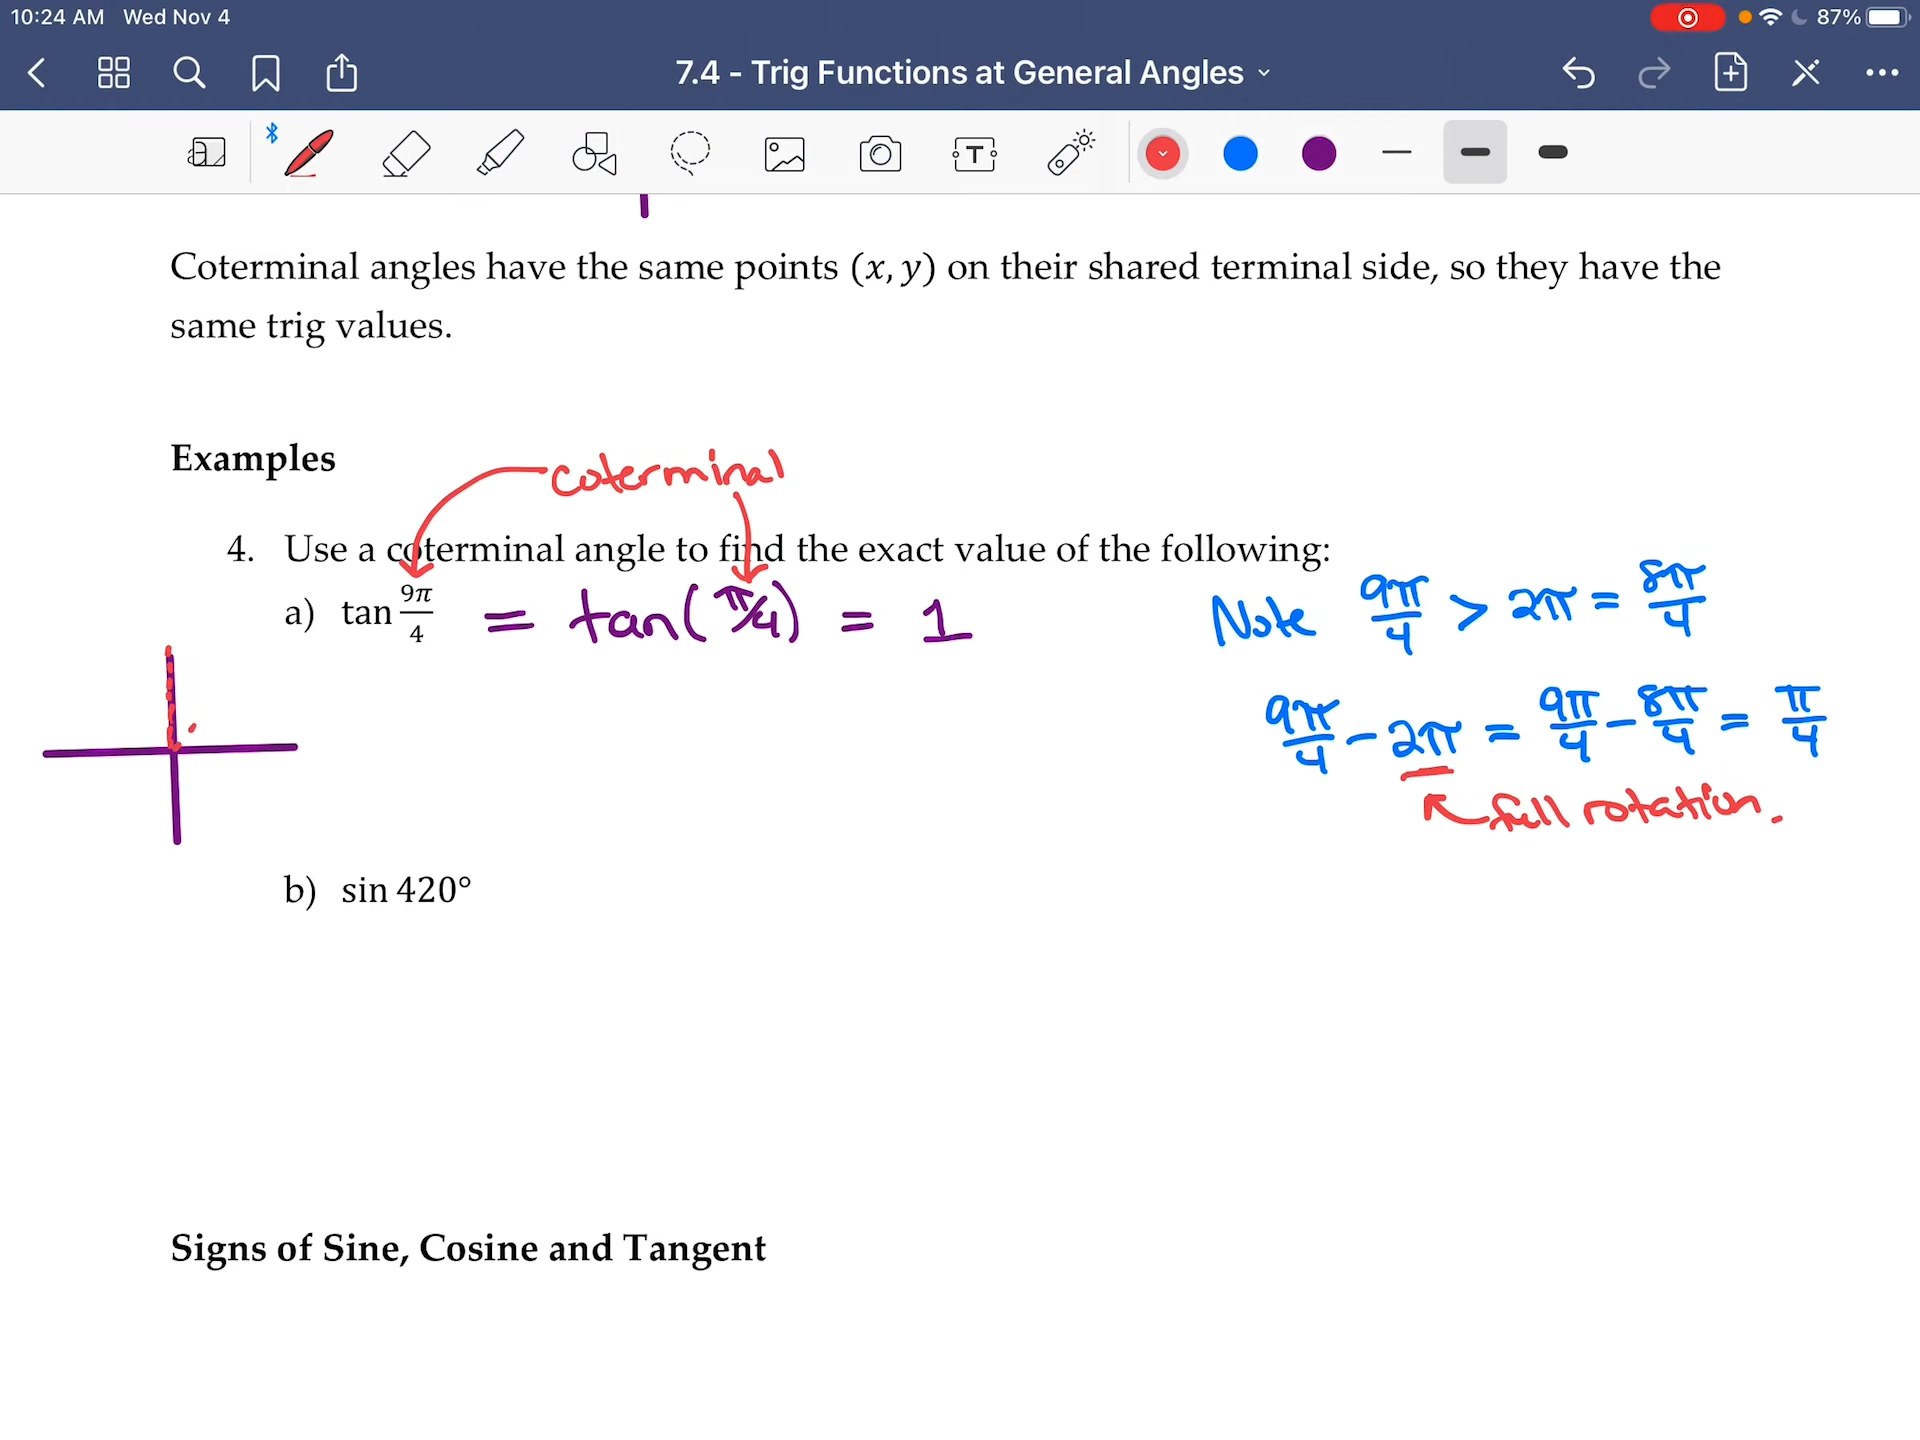 10:24 AM Wed Nov 4
87%
7.4 - Trig Functions at General Angles
Coterminal angles have the same points (x, y) on their shared terminal side, so they have the
same trig values.
Examples
coterminal
4. Use a coterminal angle to find the exact value of the following:
a) tan 9π/4 = tan(π/4) = 1
Note 9π/4 > 2π = 8π/4
9π/4 - 2π = 9π/4 - 8π/4 = π/4
full rotation.
b) sin 420°
Signs of Sine, Cosine and Tangent